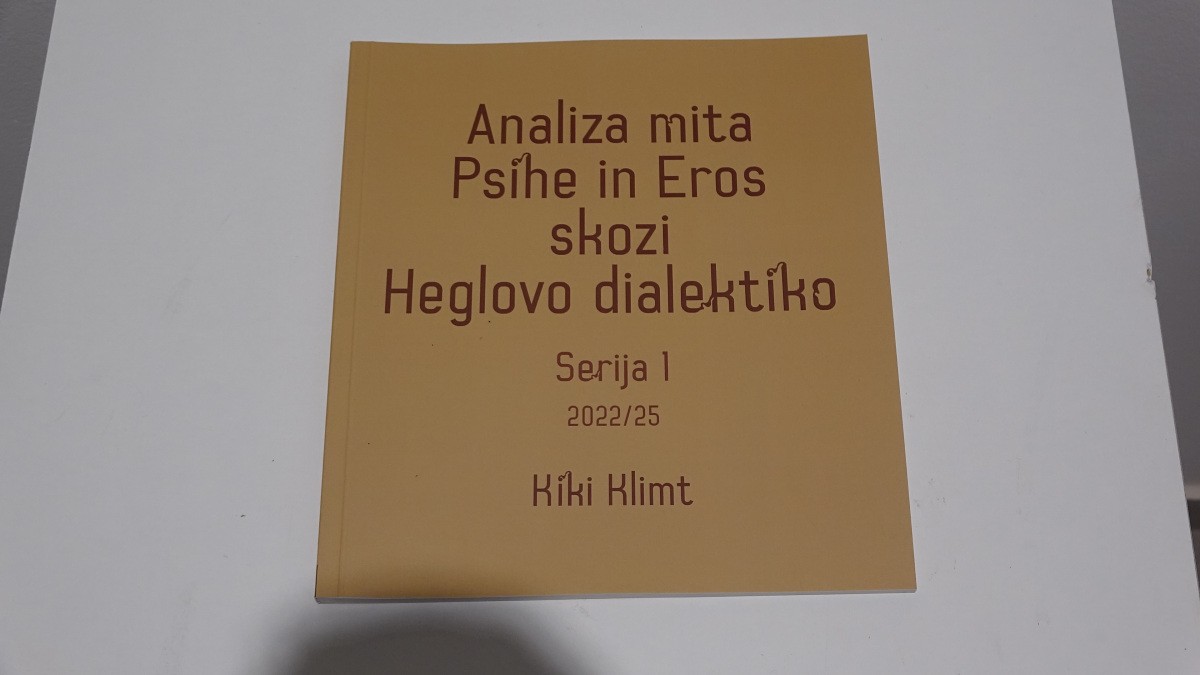 Analiza mita
Psihe in Eros
skozi
Heglovo dialektiko
Serija 1
2022/25
Kiki Klimt